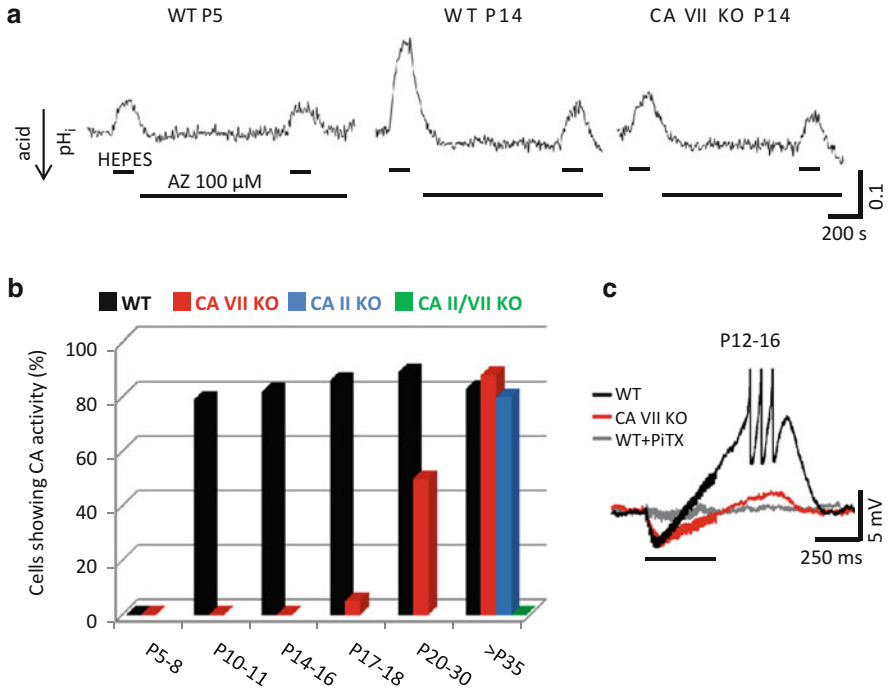 a
WT P5
WT P14
CA VII KO P14
acid
pHi
HEPES
AZ 100 µM
0.1
200 s
b
WT
CA VII KO
CA II KO
CA II/VII KO
Cells showing CA activity (%)
100
80
60
40
20
0
P5-8
P10-11
P14-16
P17-18
P20-30
>P35
c
P12-16
WT
CA VII KO
WT+PiTX
5 mV
250 ms